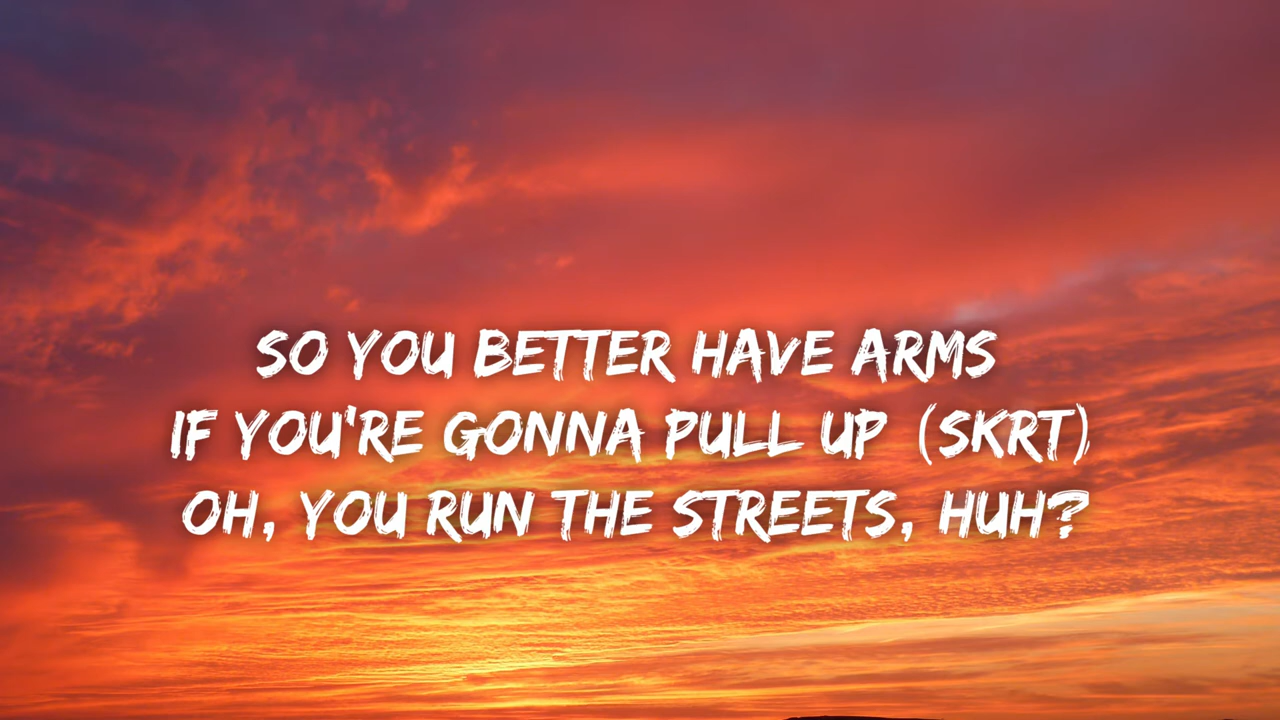 SO YOU BETTER HAVE ARMS
IF YOU'RE GONNA PULL UP (SKRT)
OH, YOU RUN THE STREETS, HUH?